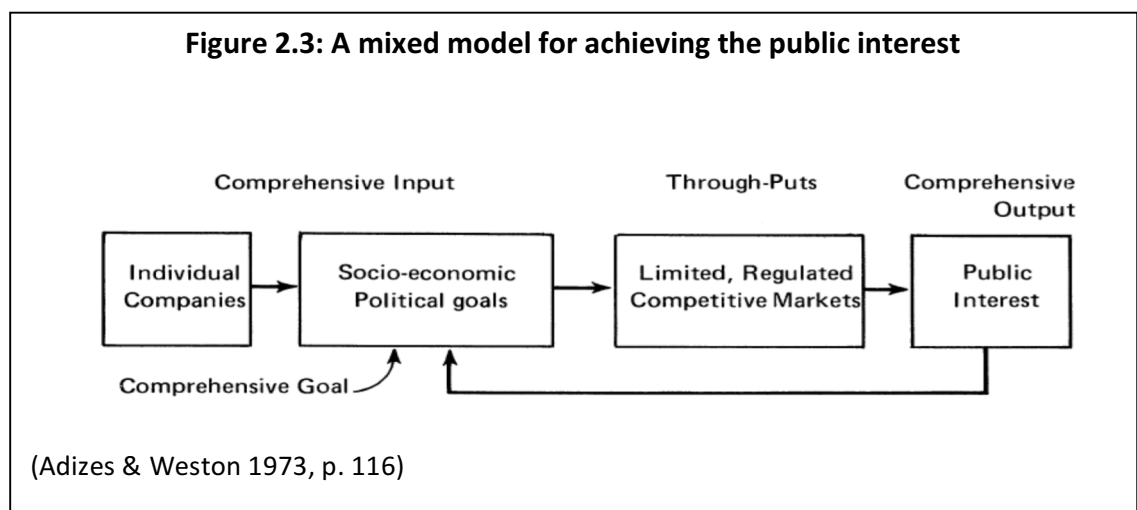 Figure 2.3: A mixed model for achieving the public interest
Comprehensive Input
Through-Puts
Comprehensive
Output
Individual
Companies
Socio-economic
Political goals
Limited, Regulated
Competitive Markets
Public
Interest
Comprehensive Goal
(Adizes & Weston 1973, p. 116)